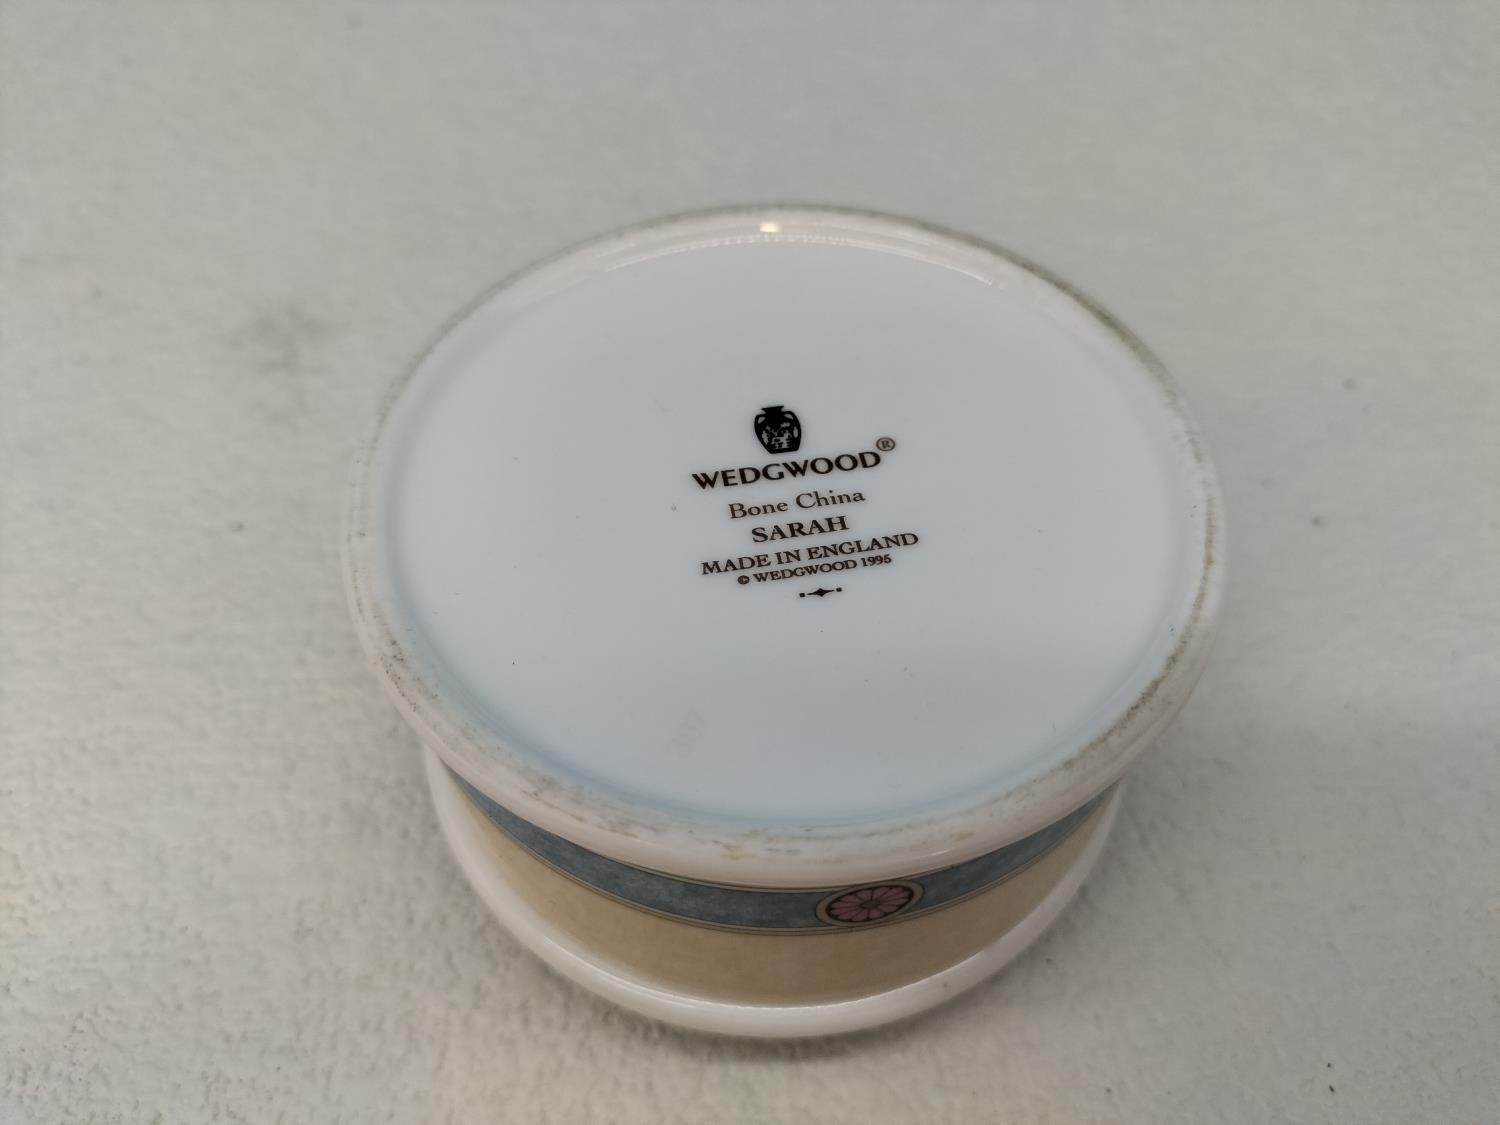 WEDGWOOD®
Bone China
SARAH
MADE IN ENGLAND
© WEDGWOOD 1995